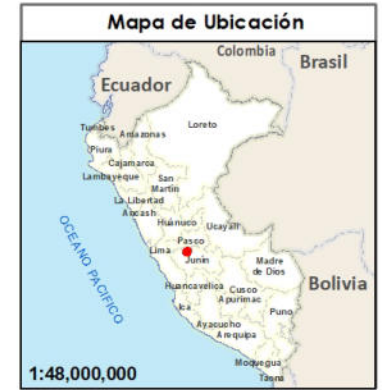 Mapa de Ubicación
Colombia
Brasil
Ecuador
Loreto
Tumbes
Amazonas
Piura
Cajamarca
Lambayeque
San
Martin
La Libertad
Ancash
Huánuco
Ucayali
Pasco
Lima
Junín
Madre
de Dios
OCEANO PACIFICO
Huancavelica
Cusco
Apurimac
Bolivia
Ica
Puno
Ayacucho
Arequipa
Moquegua
Tacna
1:48,000,000